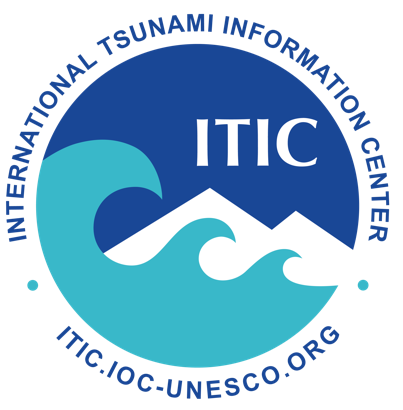 INTERNATIONAL TSUNAMI INFORMATION CENTER
ITIC
ITIC.IOC-UNESCO.ORG